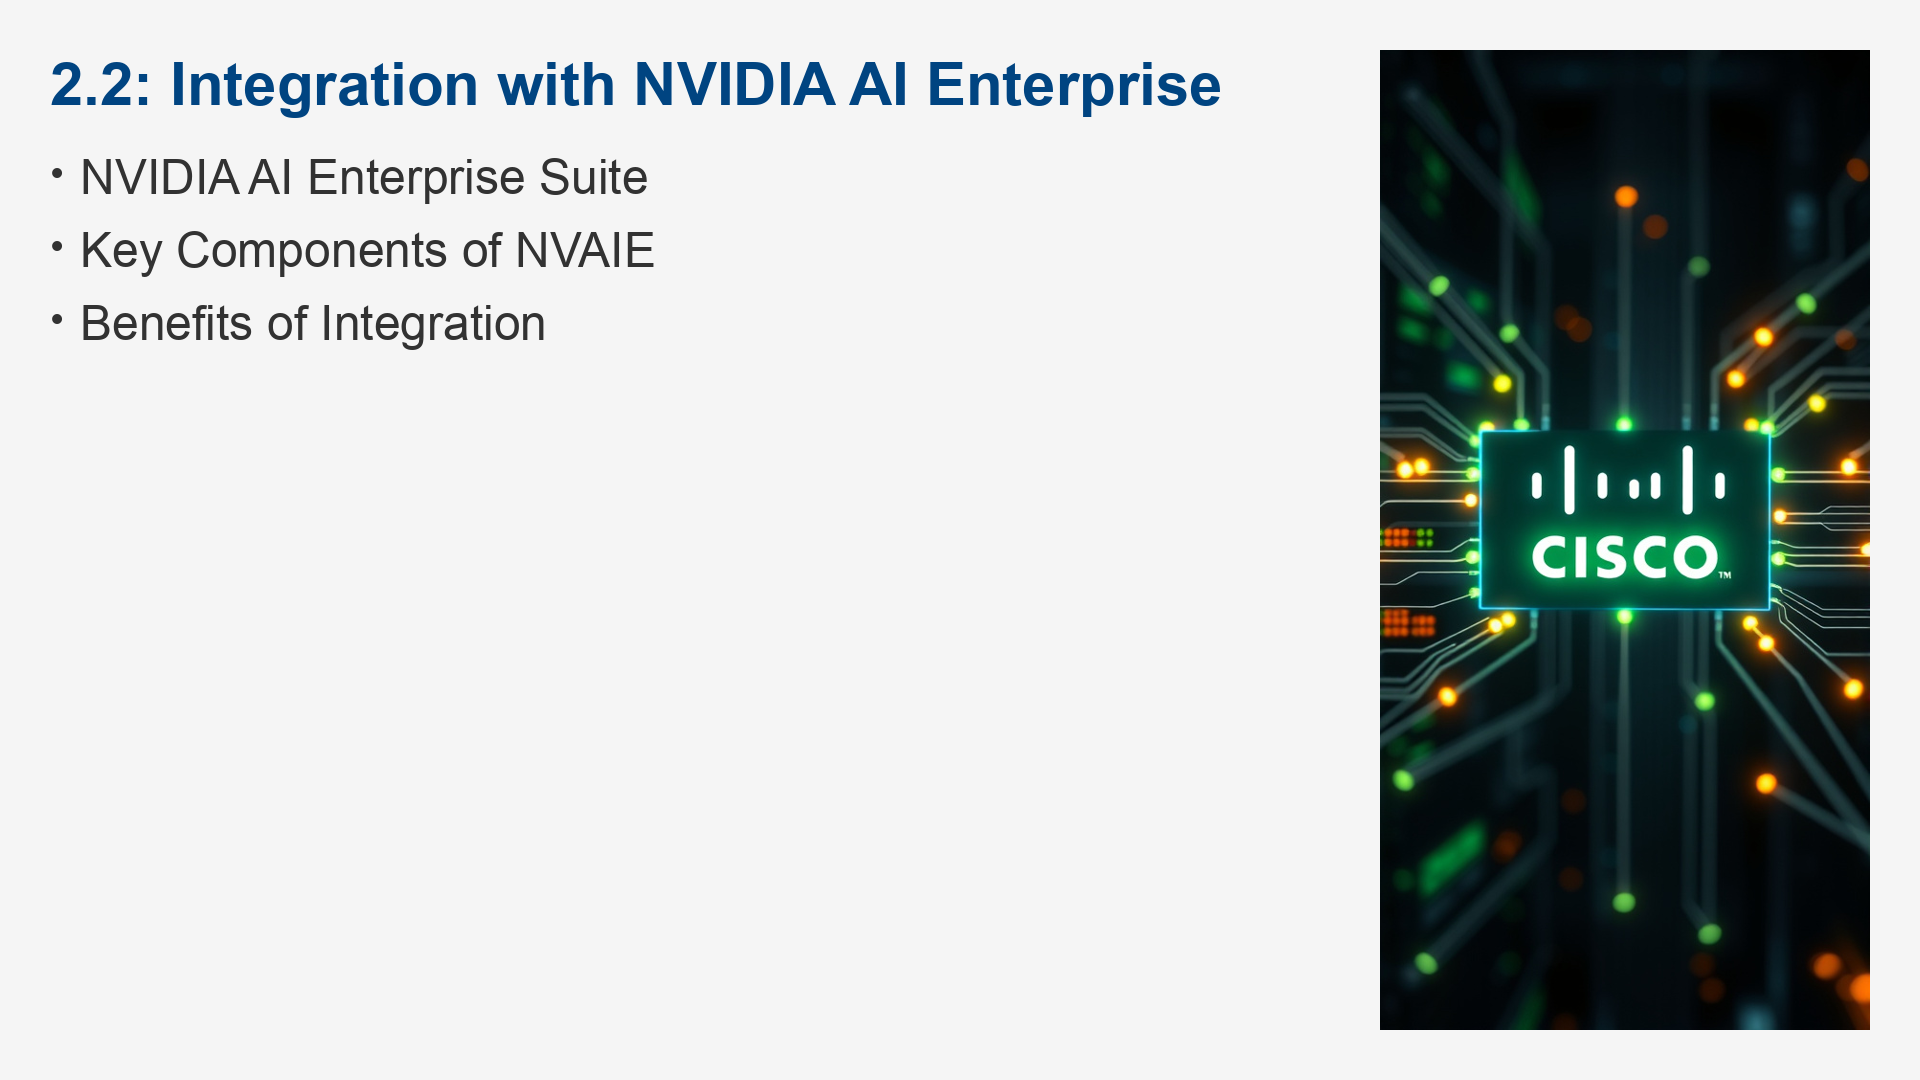 2.2: Integration with NVIDIA AI Enterprise
• NVIDIA AI Enterprise Suite
• Key Components of NVAIE
• Benefits of Integration
CISCO™